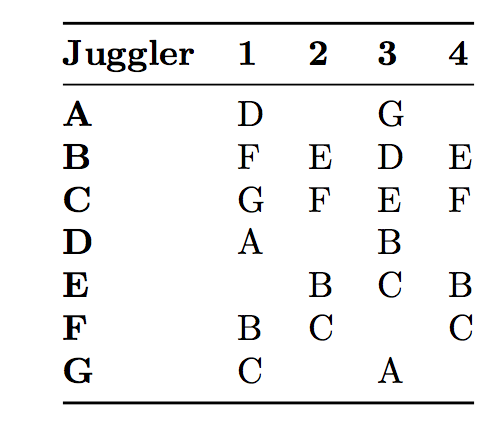 Juggler 1 2 3 4
A D G
B F E D E
C G F E F
D A B
E B C B
F B C C
G C A